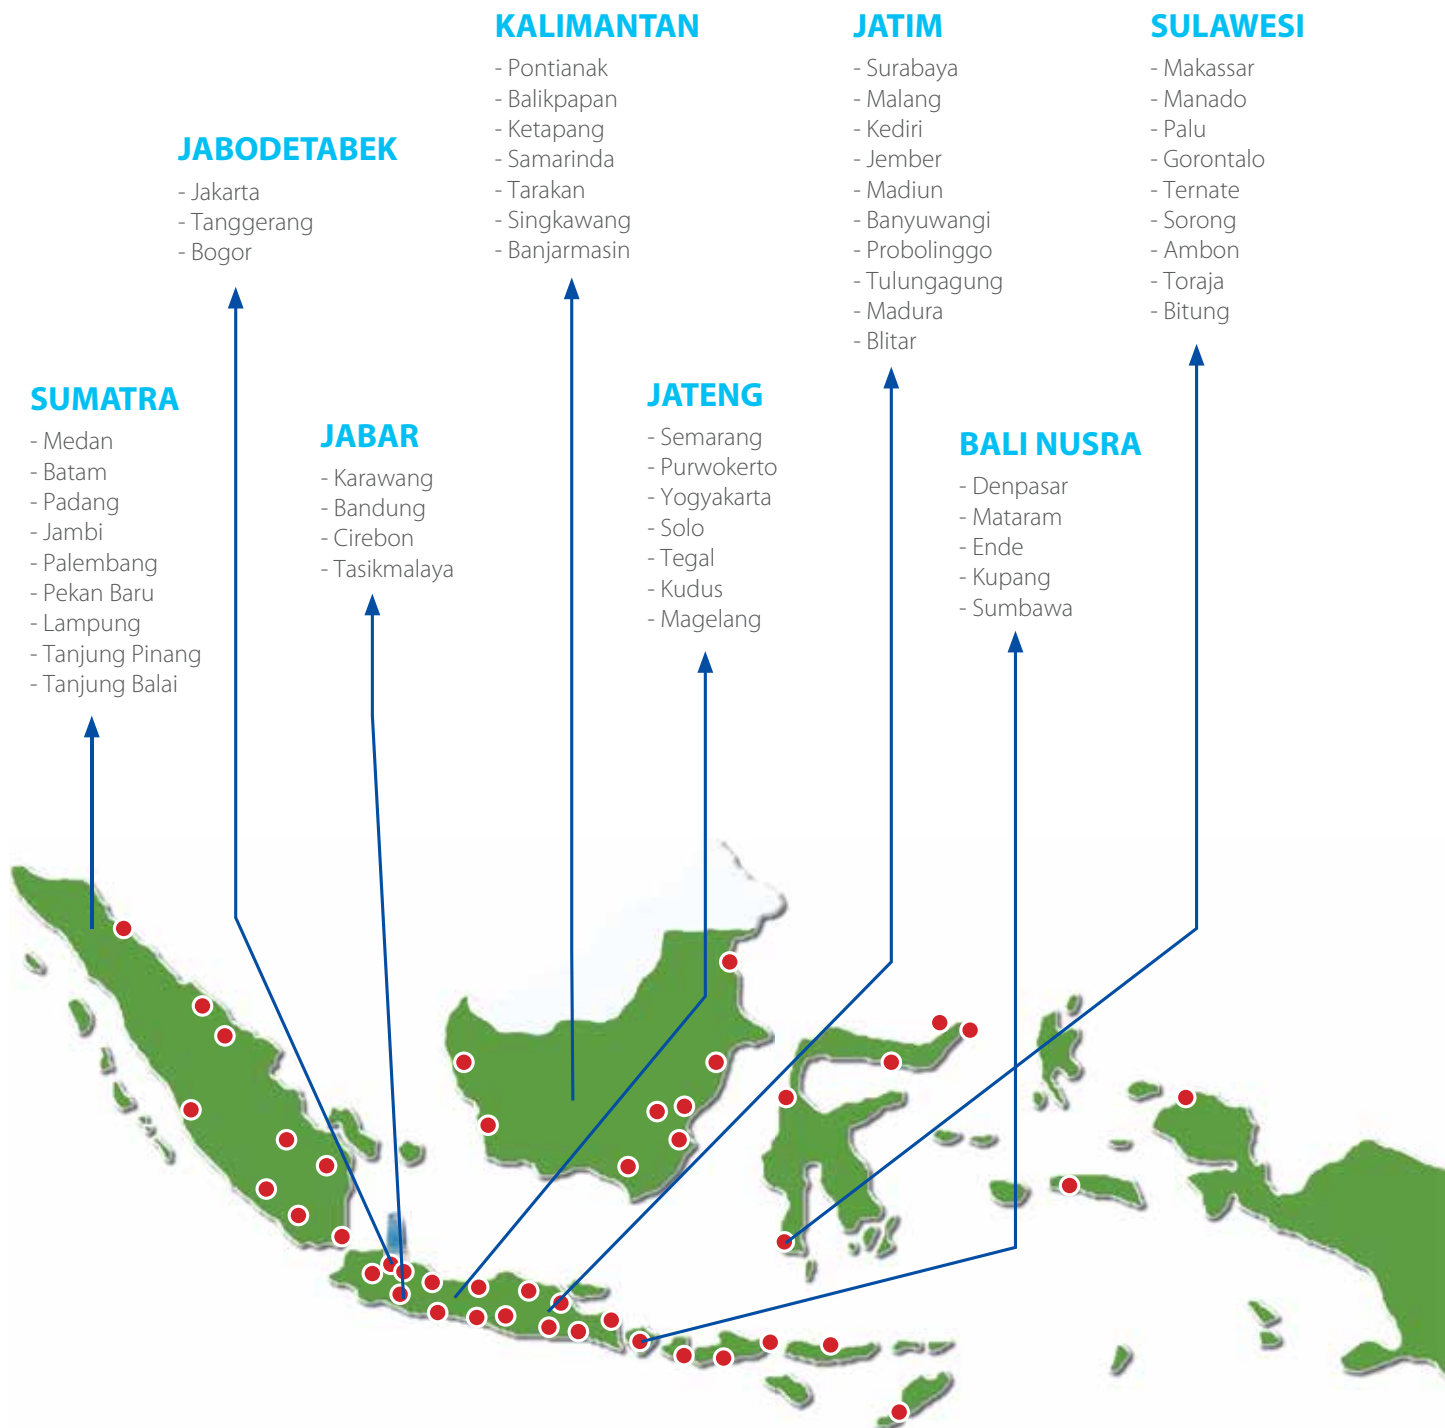 KALIMANTAN
- Pontianak
- Balikpapan
- Ketapang
- Samarinda
- Tarakan
- Singkawang
- Banjarmasin
JATIM
- Surabaya
- Malang
- Kediri
- Jember
- Madiun
- Banyuwangi
- Probolinggo
- Tulungagung
- Madura
- Blitar
SULAWESI
- Makassar
- Manado
- Palu
- Gorontalo
- Ternate
- Sorong
- Ambon
- Toraja
- Bitung
JABODETABEK
- Jakarta
- Tanggerang
- Bogor
SUMATRA
- Medan
- Batam
- Padang
- Jambi
- Palembang
- Pekan Baru
- Lampung
- Tanjung Pinang
- Tanjung Balai
JABAR
- Karawang
- Bandung
- Cirebon
- Tasikmalaya
JATENG
- Semarang
- Purwokerto
- Yogyakarta
- Solo
- Tegal
- Kudus
- Magelang
BALI NUSRA
- Denpasar
- Mataram
- Ende
- Kupang
- Sumbawa